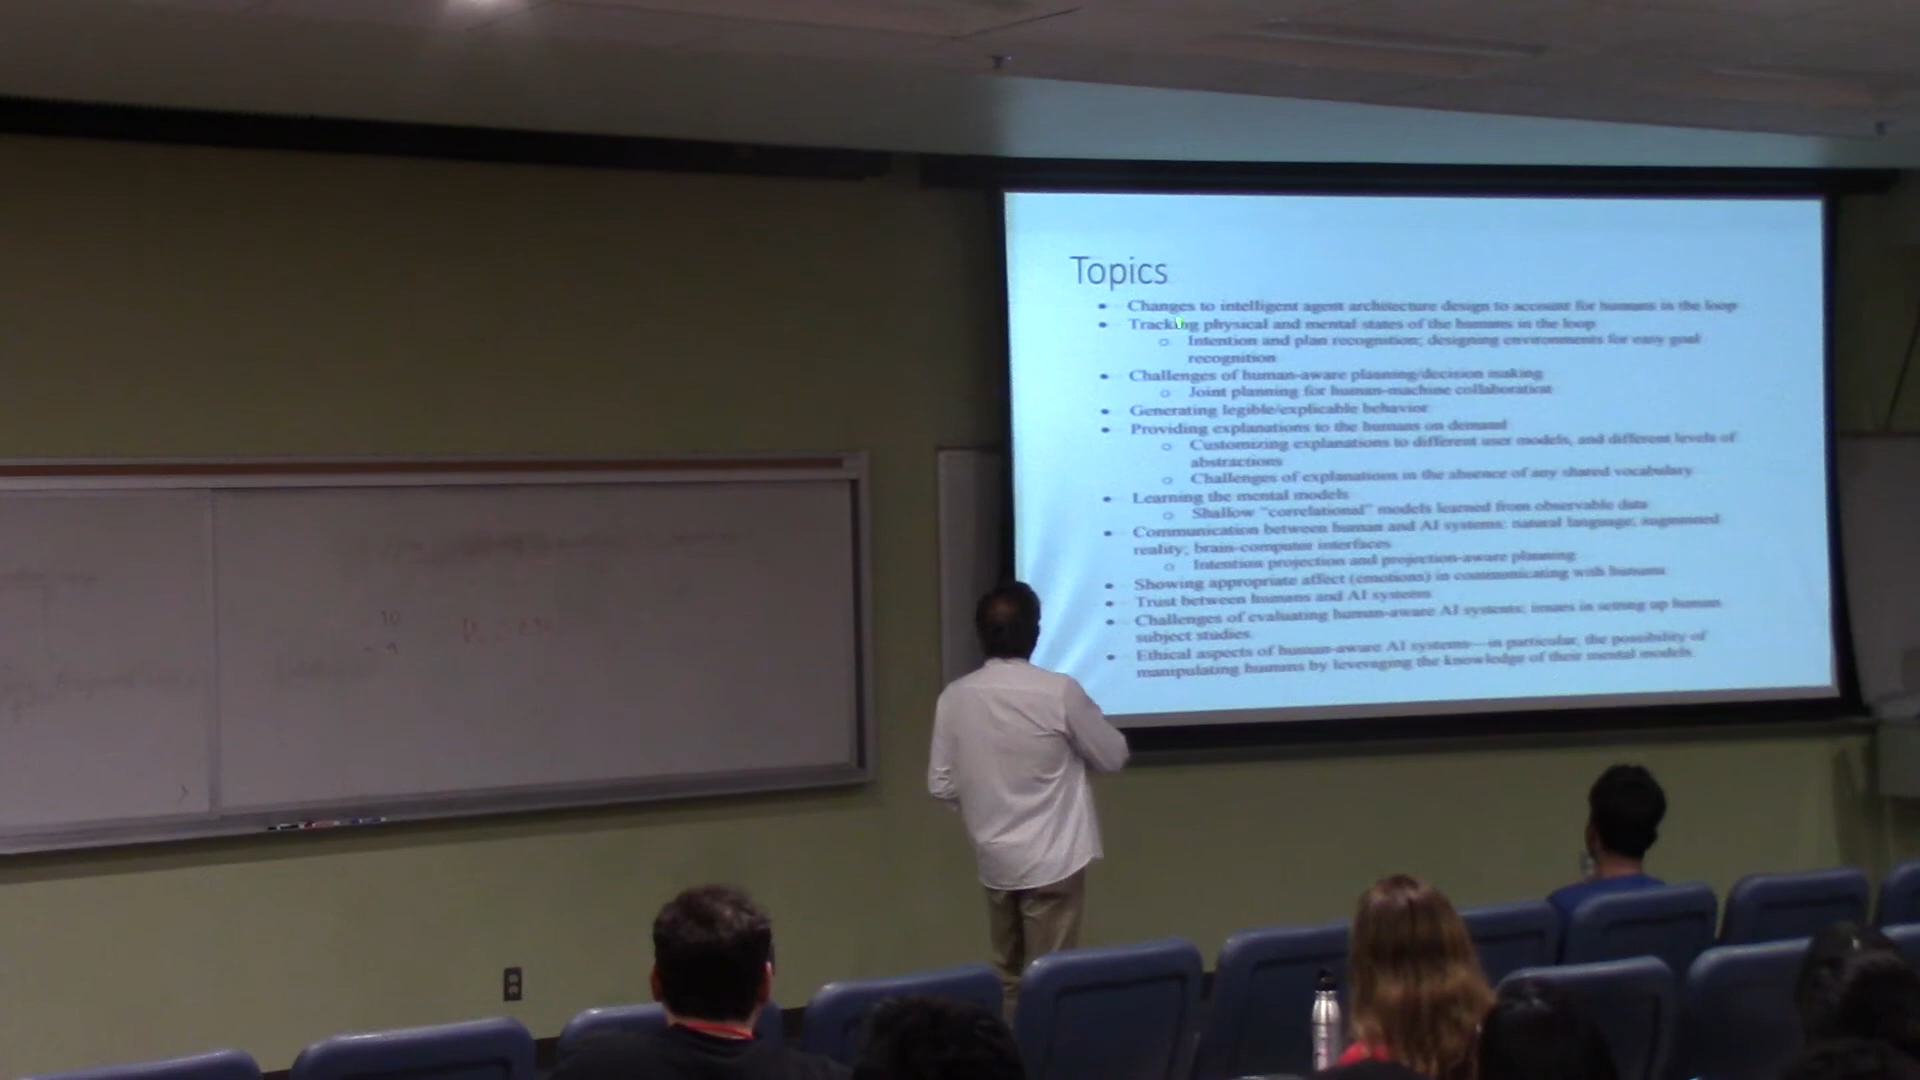 Topics
• Changes to intelligent agent architecture design to account for humans in the loop
• Tracking physical and mental states of the humans in the loop
o Intention and plan recognition; designing environments for easy goal
recognition
• Challenges of human-aware planning/decision making
o Joint planning for human-machine collaboration
• Generating legible/explicable behavior
• Providing explanations to the humans on demand
o Customizing explanations to different user models, and different levels of
abstractions
o Challenges of explanations in the absence of any shared vocabulary
• Learning the mental models
o Shallow "correlational" models learned from observable data
• Communication between human and AI systems: natural language; augmented
reality; brain-computer interfaces
o Intention projection and projection-aware planning
• Showing appropriate affect (emotions) in communicating with humans
• Trust between humans and AI systems
• Challenges of evaluating human-aware AI systems; issues in setting up human
subject studies
• Ethical aspects of human-aware AI systems—in particular, the possibility of
manipulating humans by leveraging the knowledge of their mental models.
10